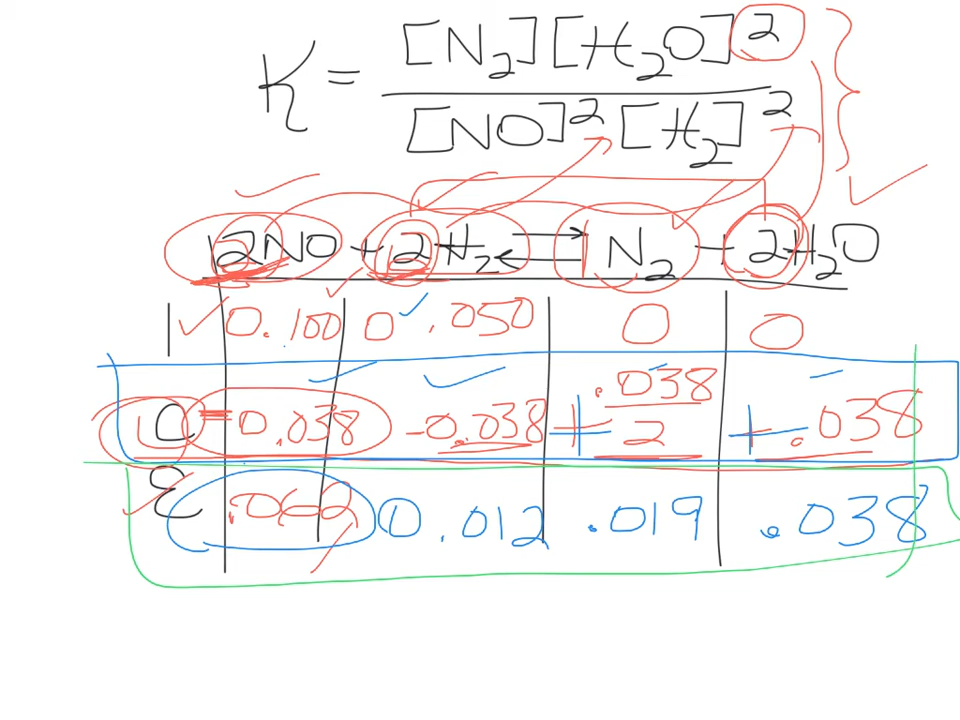 K = [N₂][H₂O]²
[NO]² [H₂]²
2NO + 2H₂ ⇌ 1N₂ + 2H₂O
I 0.100 0.050 0 0
C -0.038 -0.038 +.038/2 +.038
E .062 0.012 .019 .038